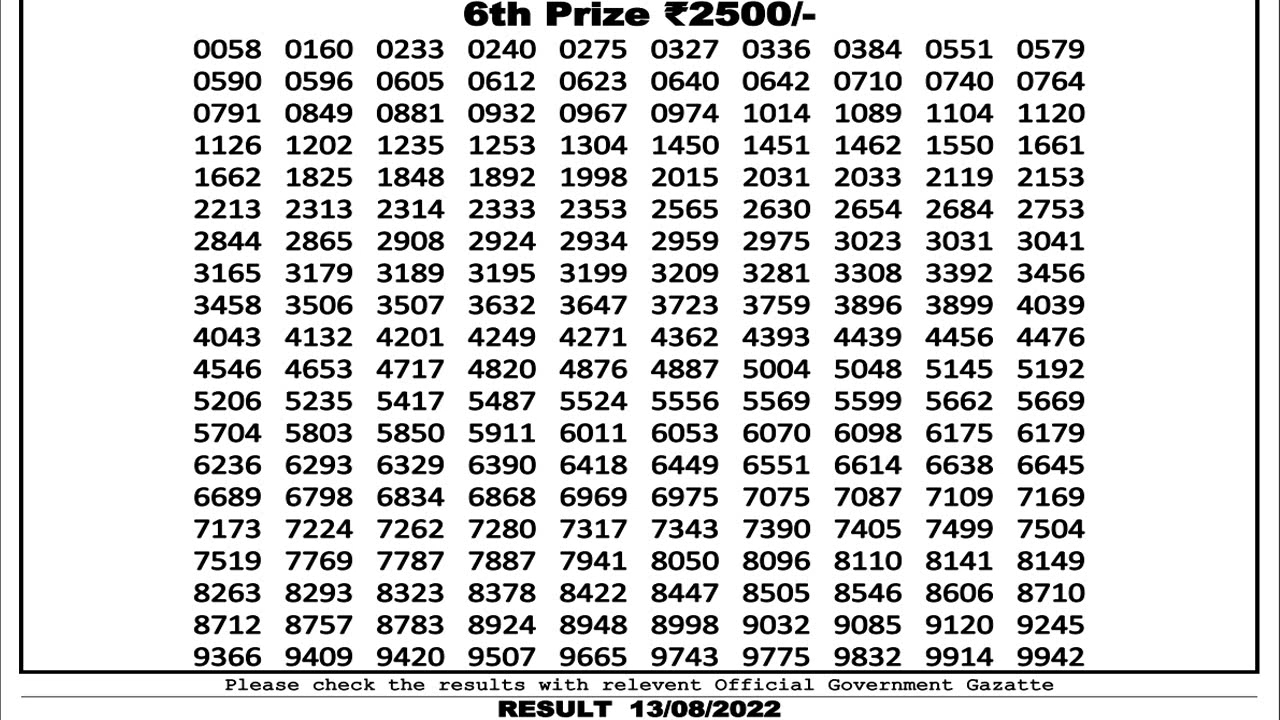 6th Prize ₹2500/-
0058 0160 0233 0240 0275 0327 0336 0384 0551 0579
0590 0596 0605 0612 0623 0640 0642 0710 0740 0764
0791 0849 0881 0932 0967 0974 1014 1089 1104 1120
1126 1202 1235 1253 1304 1450 1451 1462 1550 1661
1662 1825 1848 1892 1998 2015 2031 2033 2119 2153
2213 2313 2314 2333 2353 2565 2630 2654 2684 2753
2844 2865 2908 2924 2934 2959 2975 3023 3031 3041
3165 3179 3189 3195 3199 3209 3281 3308 3392 3456
3458 3506 3507 3632 3647 3723 3759 3896 3899 4039
4043 4132 4201 4249 4271 4362 4393 4439 4456 4476
4546 4653 4717 4820 4876 4887 5004 5048 5145 5192
5206 5235 5417 5487 5524 5556 5569 5599 5662 5669
5704 5803 5850 5911 6011 6053 6070 6098 6175 6179
6236 6293 6329 6390 6418 6449 6551 6614 6638 6645
6689 6798 6834 6868 6969 6975 7075 7087 7109 7169
7173 7224 7262 7280 7317 7343 7390 7405 7499 7504
7519 7769 7787 7887 7941 8050 8096 8110 8141 8149
8263 8293 8323 8378 8422 8447 8505 8546 8606 8710
8712 8757 8783 8924 8948 8998 9032 9085 9120 9245
9366 9409 9420 9507 9665 9743 9775 9832 9914 9942
Please check the results with relevent Official Government Gazatte
RESULT 13/08/2022